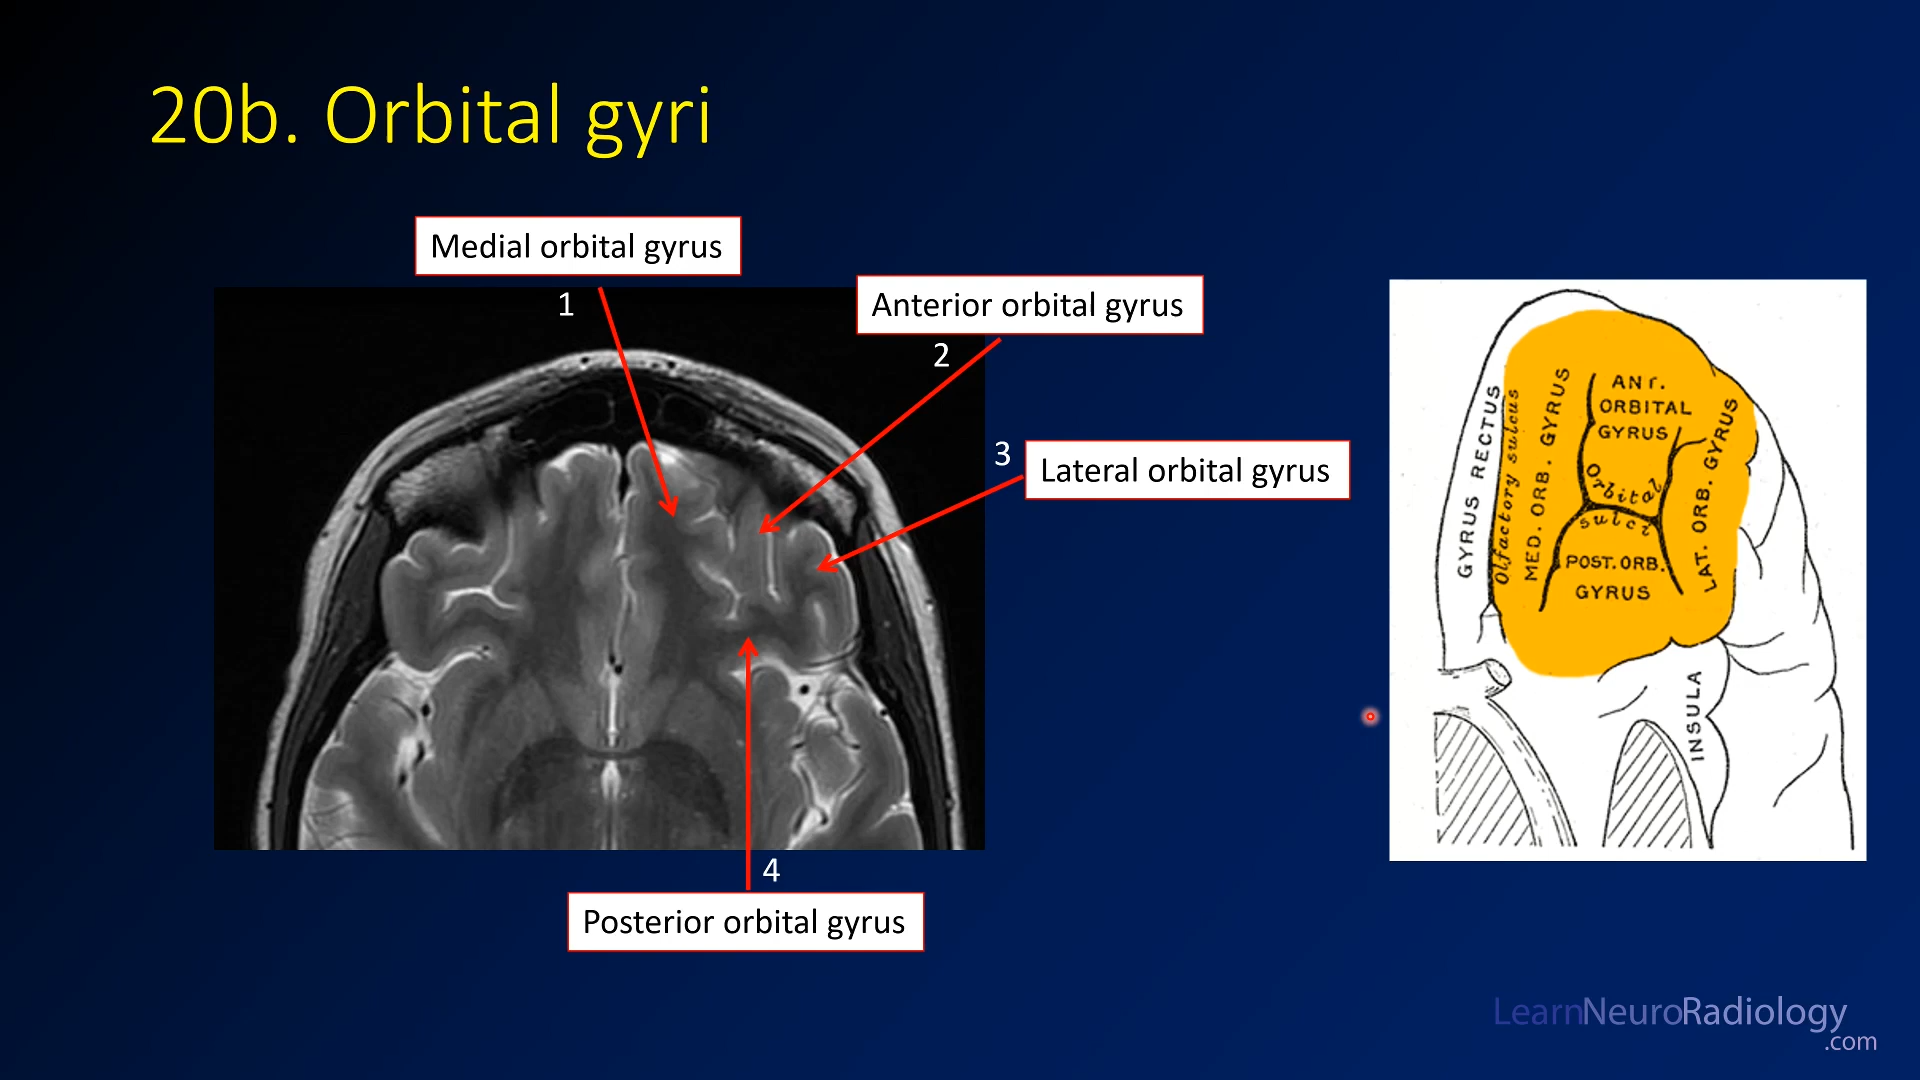 20b. Orbital gyri
Medial orbital gyrus
1
Anterior orbital gyrus
2
3
Lateral orbital gyrus
4
Posterior orbital gyrus
GYRUS RECTUS
Olfactory sulcus
MED. ORB. GYRUS
ANT.
ORBITAL
GYRUS
Orbital
sulci
POST. ORB.
GYRUS
LAT. ORB. GYRUS
INSULA
LearnNeuroRadiology
.com